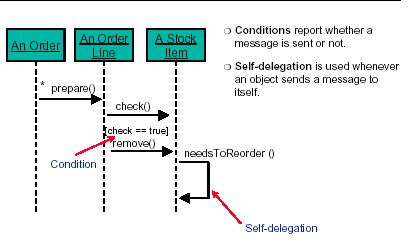 An Order
An Order
Line
A Stock
Item
❍ Conditions report whether a
message is sent or not.
❍ Self-delegation is used whenever
an object sends a message to
itself.
* prepare()
check()
[check == true]
remove()
needsToReorder ()
Condition
Self-delegation